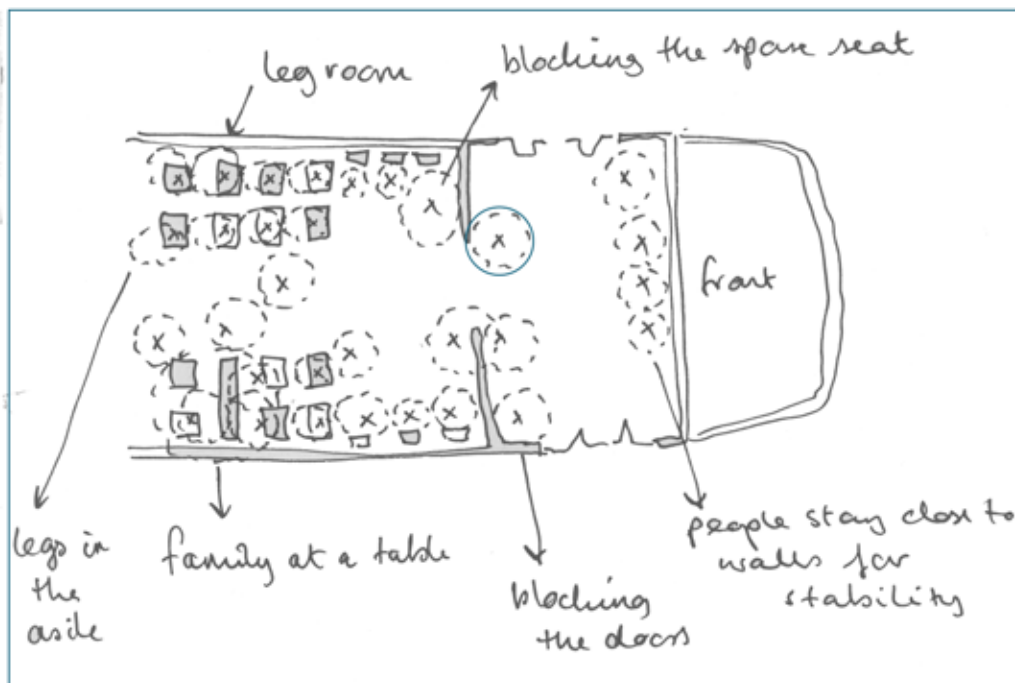 leg room
blocking the spare seat
front
legs in
the
asile
family at a table
blocking
the doors
people stay close to
walls for
stability